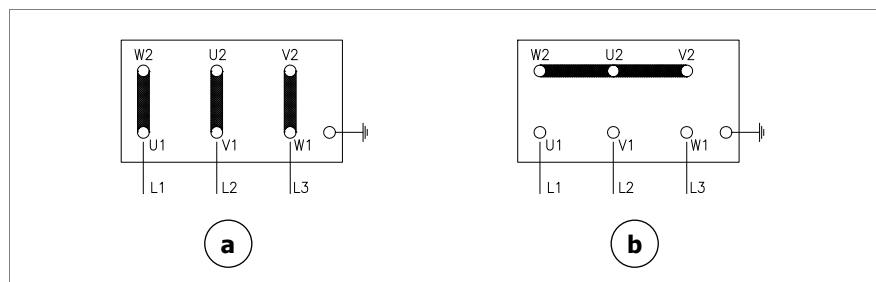 W2 U2 V2
U1 V1 W1
L1 L2 L3
a
W2 U2 V2
U1 V1 W1
L1 L2 L3
b